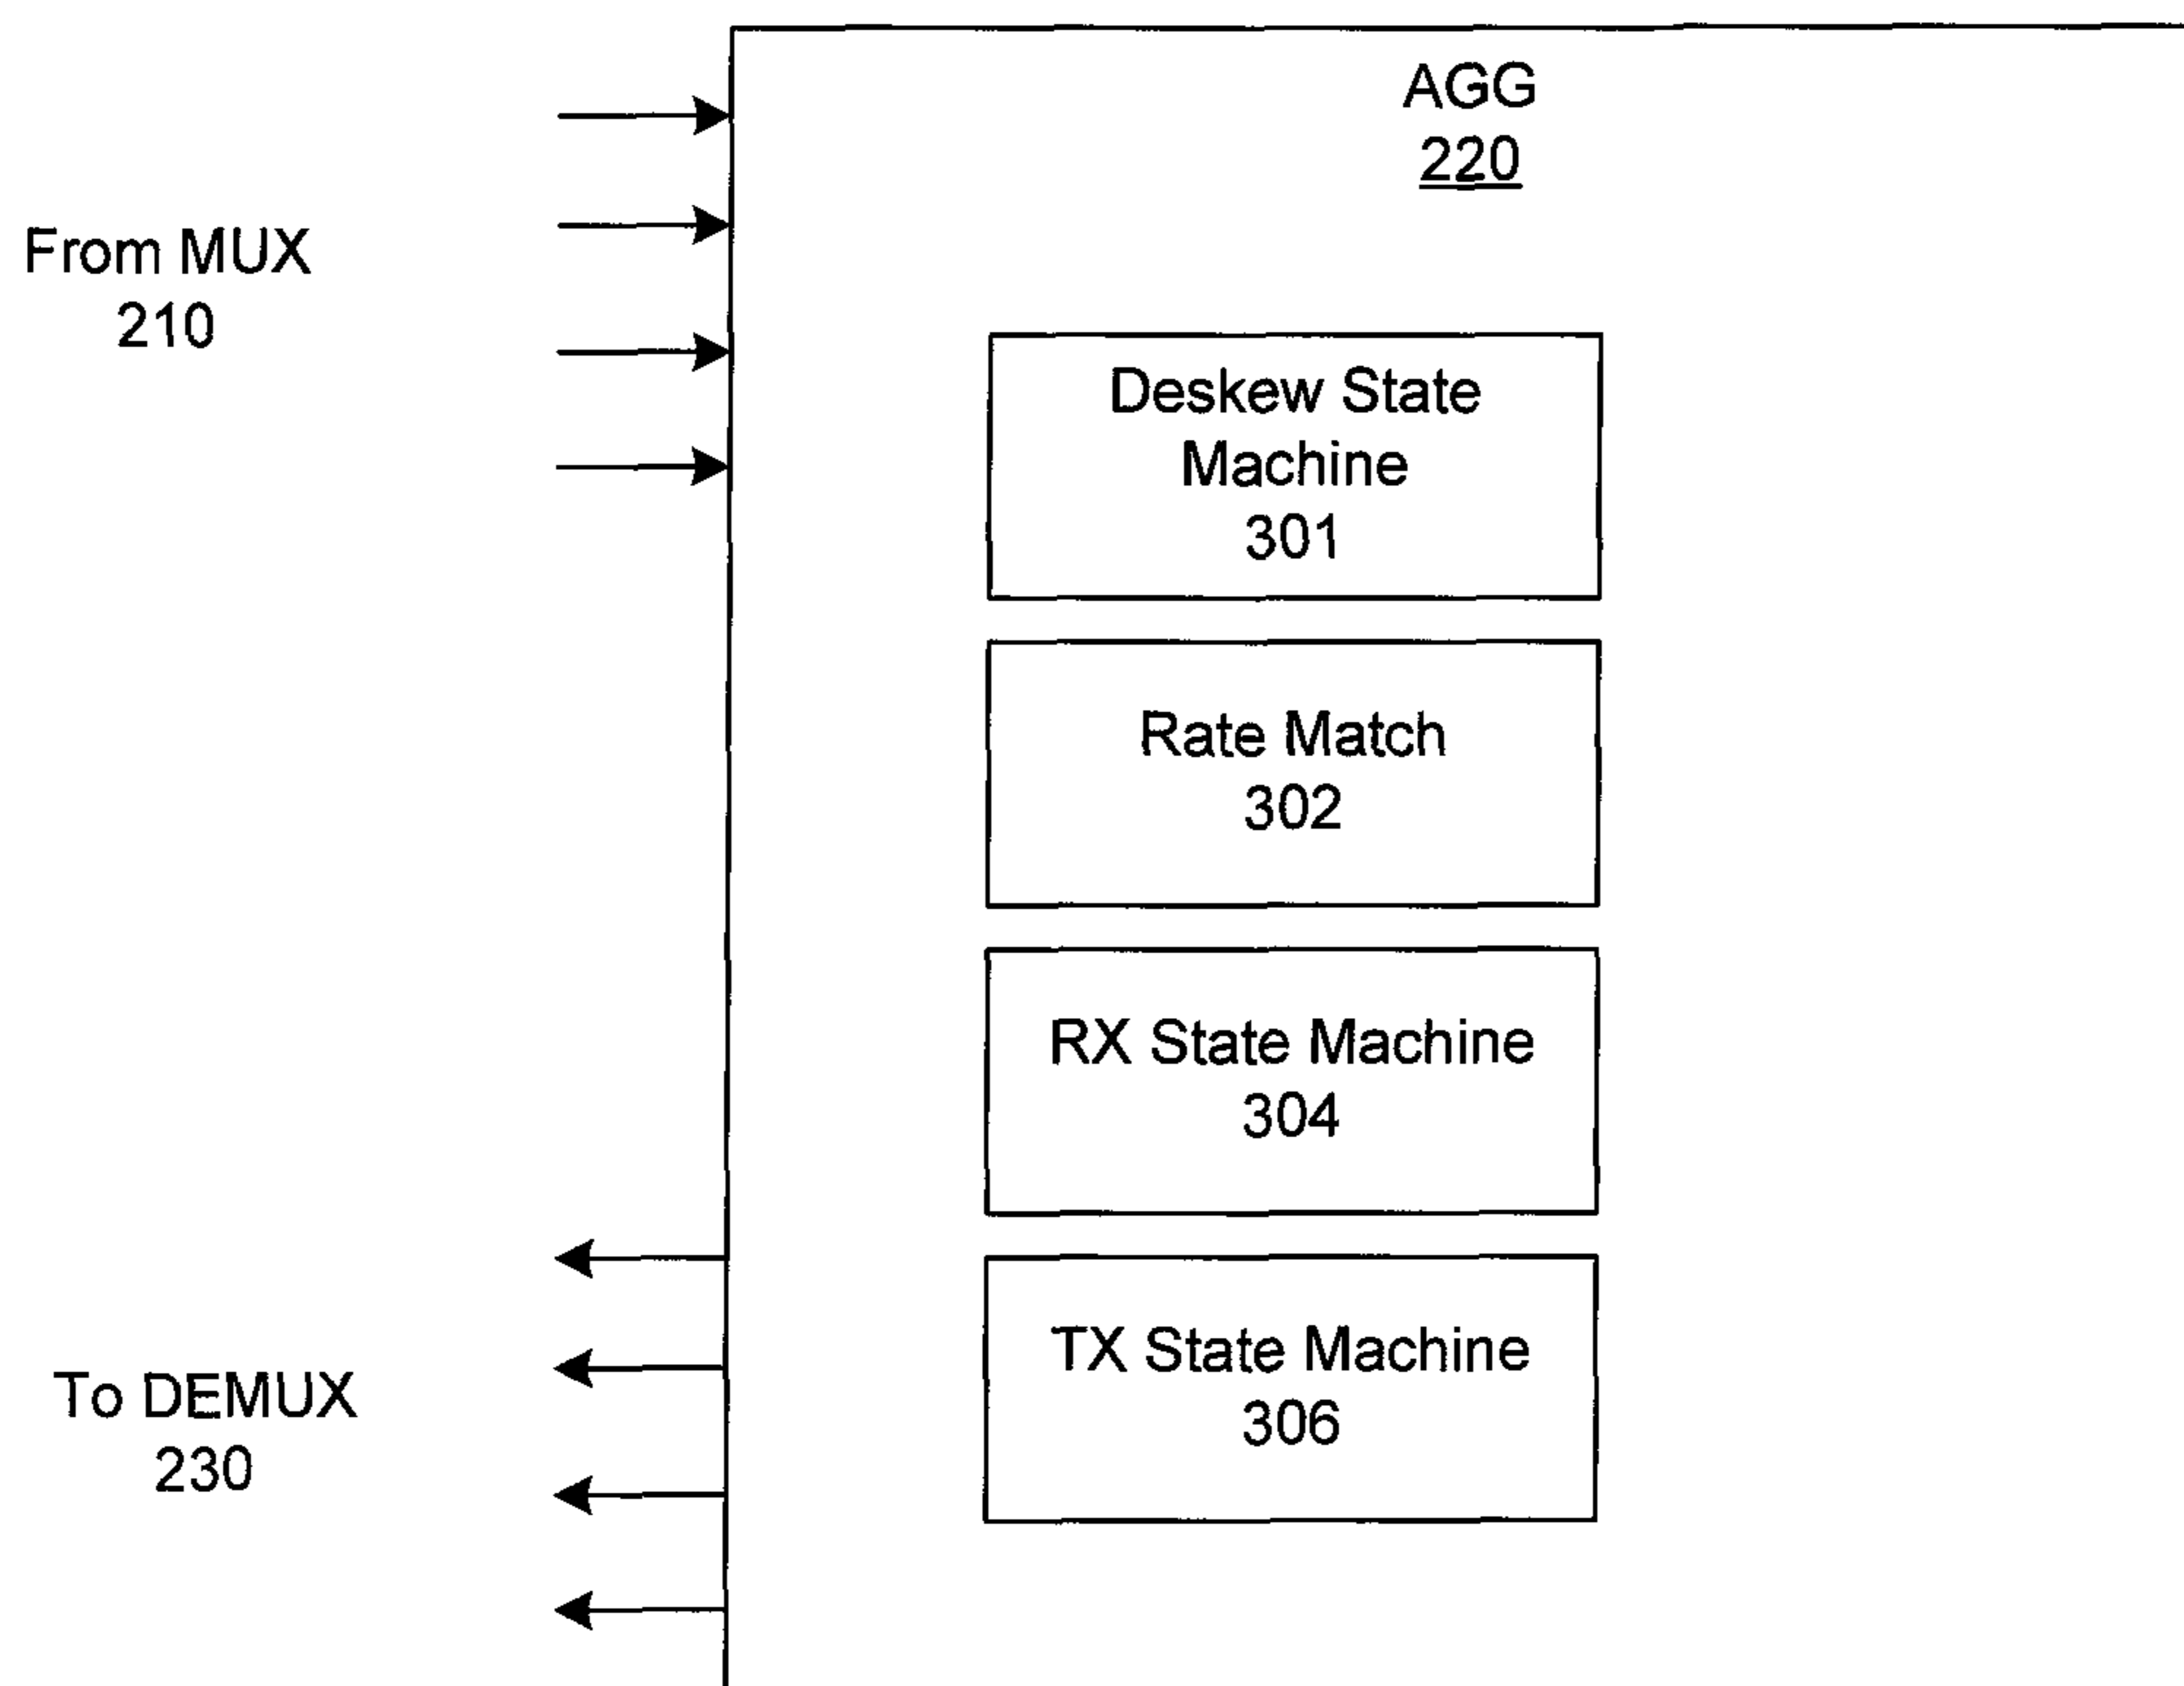 AGG
220
From MUX
210
Deskew State
Machine
301
Rate Match
302
RX State Machine
304
TX State Machine
306
To DEMUX
230